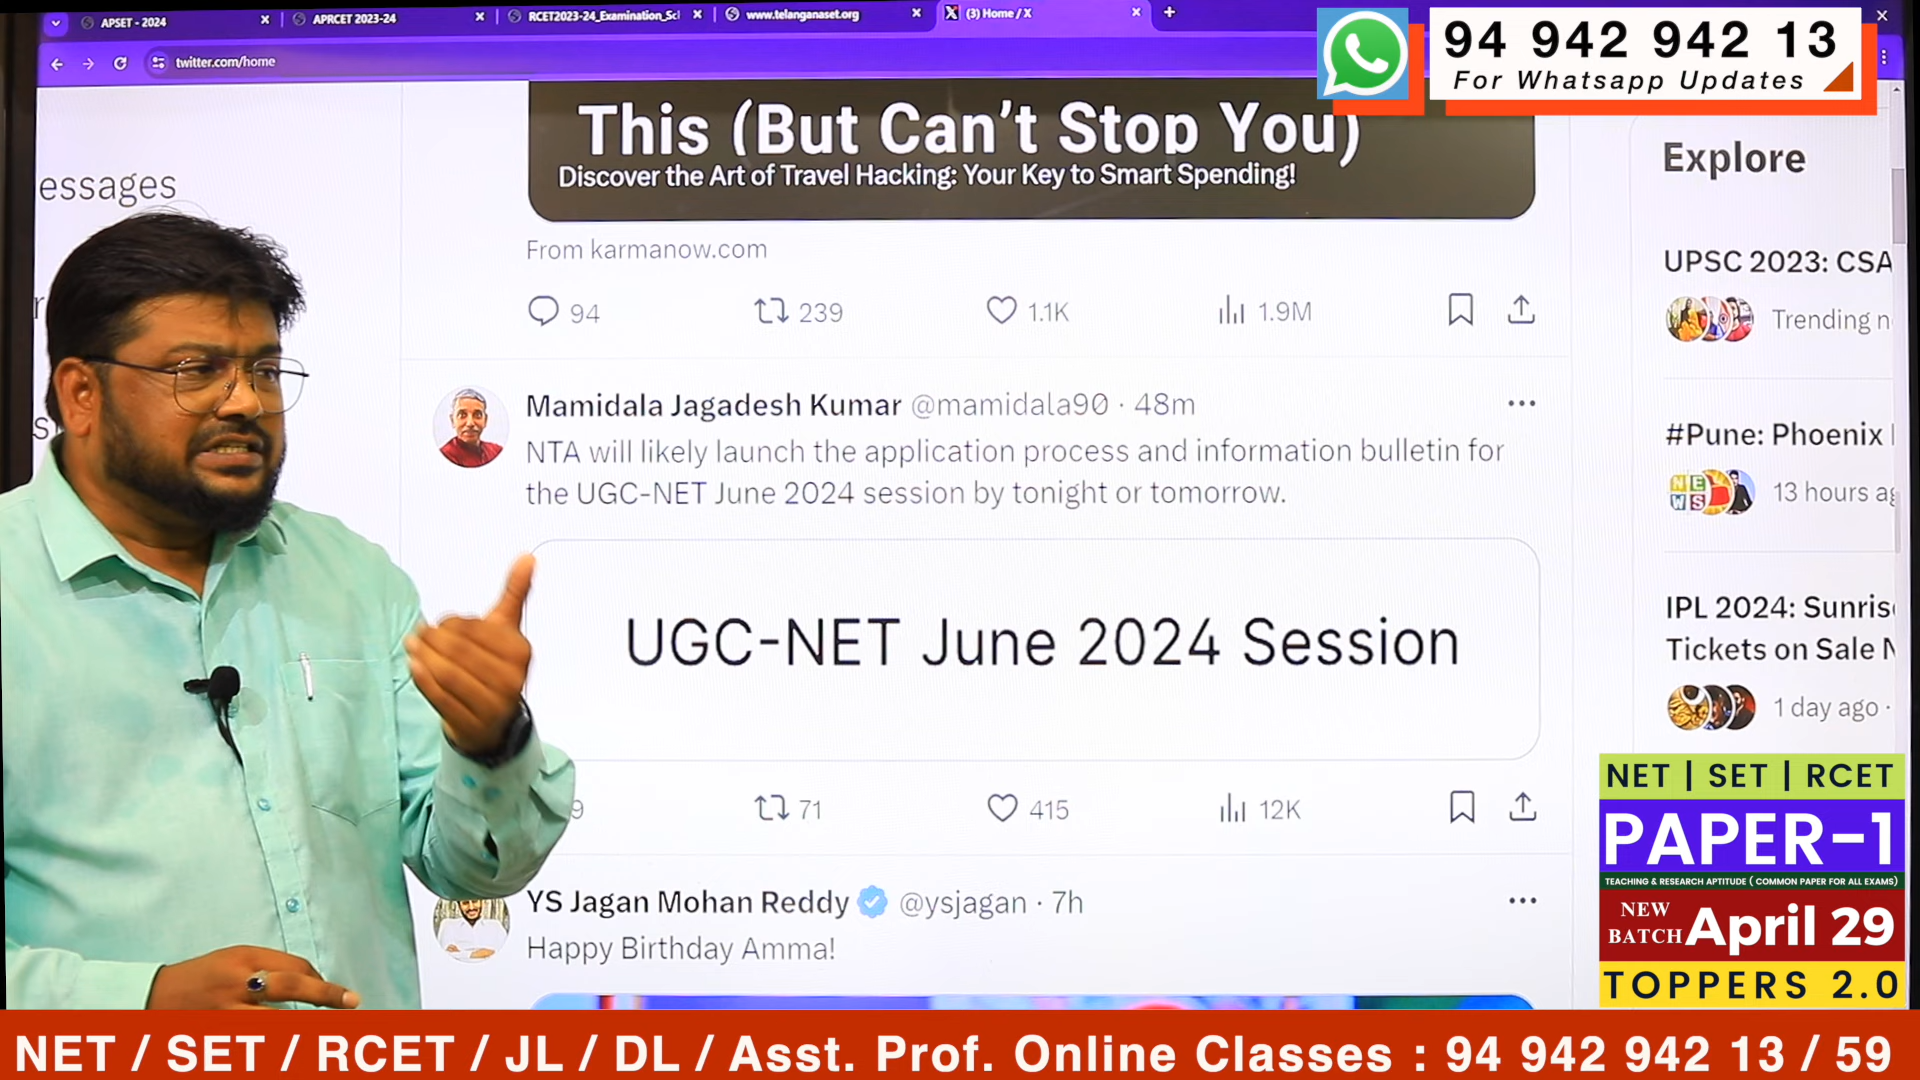 APSET - 2024
APRCET 2023-24
RCET2023-24_Examination_Scl
www.telanganaset.org
(3) Home / X
twitter.com/home
94 942 942 13
For Whatsapp Updates
This (But Can't Stop You)
Discover the Art of Travel Hacking: Your Key to Smart Spending!
From karmanow.com
94
239
1.1K
1.9M
essages
Mamidala Jagadesh Kumar @mamidala90 · 48m
NTA will likely launch the application process and information bulletin for
the UGC-NET June 2024 session by tonight or tomorrow.
UGC-NET June 2024 Session
9
71
415
12K
YS Jagan Mohan Reddy @ysjagan · 7h
Happy Birthday Amma!
Explore
UPSC 2023: CSA
Trending n
#Pune: Phoenix
NEWS
13 hours ag
IPL 2024: Sunris
Tickets on Sale N
1 day ago ·
NET | SET | RCET
PAPER-1
TEACHING & RESEARCH APTITUDE ( COMMON PAPER FOR ALL EXAMS)
NEW
BATCH April 29
TOPPERS 2.0
NET / SET / RCET / JL / DL / Asst. Prof. Online Classes : 94 942 942 13 / 59